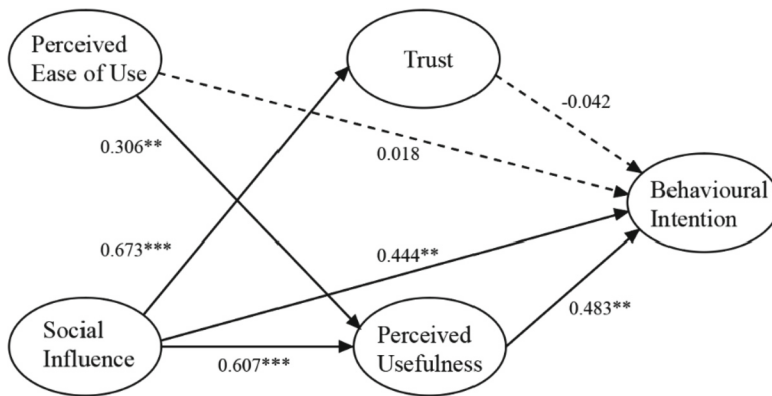 Perceived
Ease of Use
Trust
-0.042
0.306**
0.018
Behavioural
Intention
0.673***
0.444**
0.483**
Social
Influence
Perceived
Usefulness
0.607***